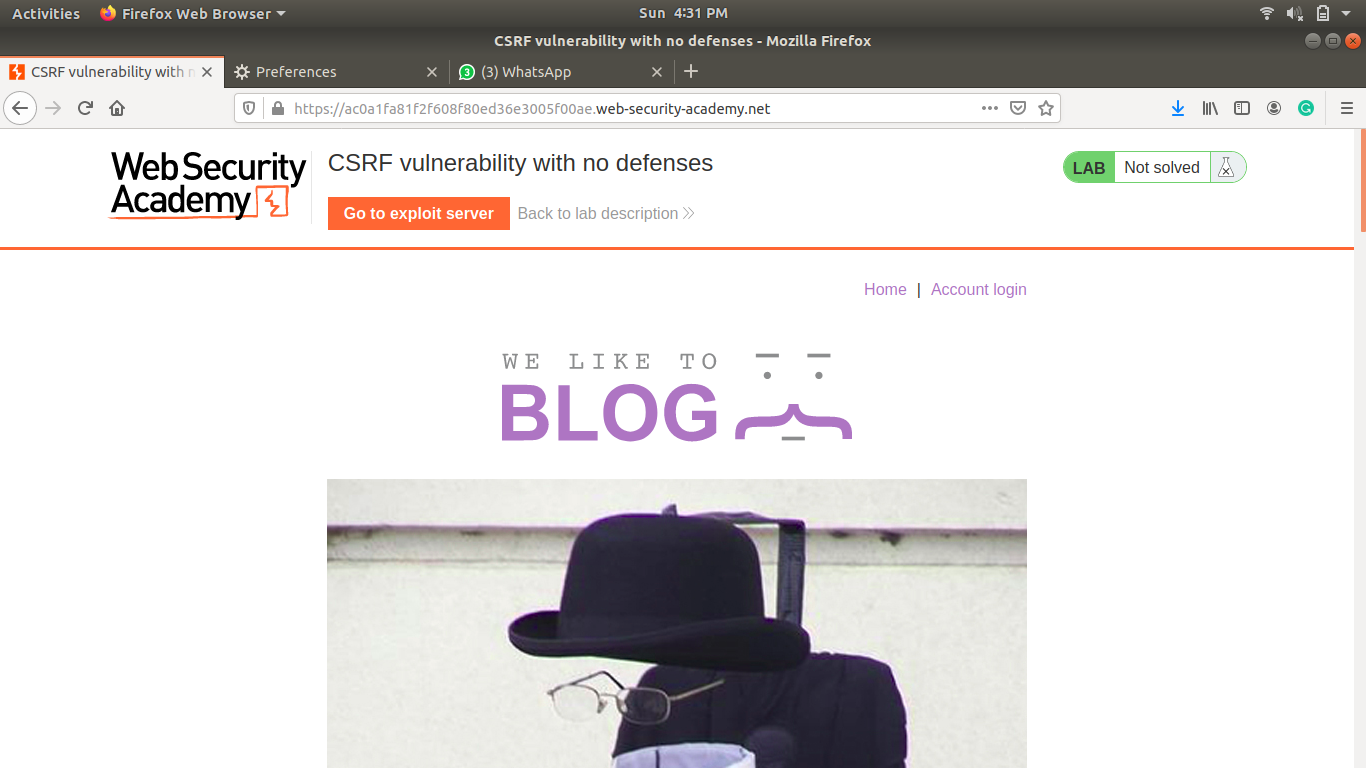 Activities Firefox Web Browser Sun 4:31 PM
CSRF vulnerability with no defenses - Mozilla Firefox
CSRF vulnerability with n Preferences (3) WhatsApp
https://ac0a1fa81f2f608f80ed36e3005f00ae.web-security-academy.net
Web Security
Academy
CSRF vulnerability with no defenses
Go to exploit server Back to lab description
LAB Not solved
Home | Account login
WE LIKE TO
BLOG